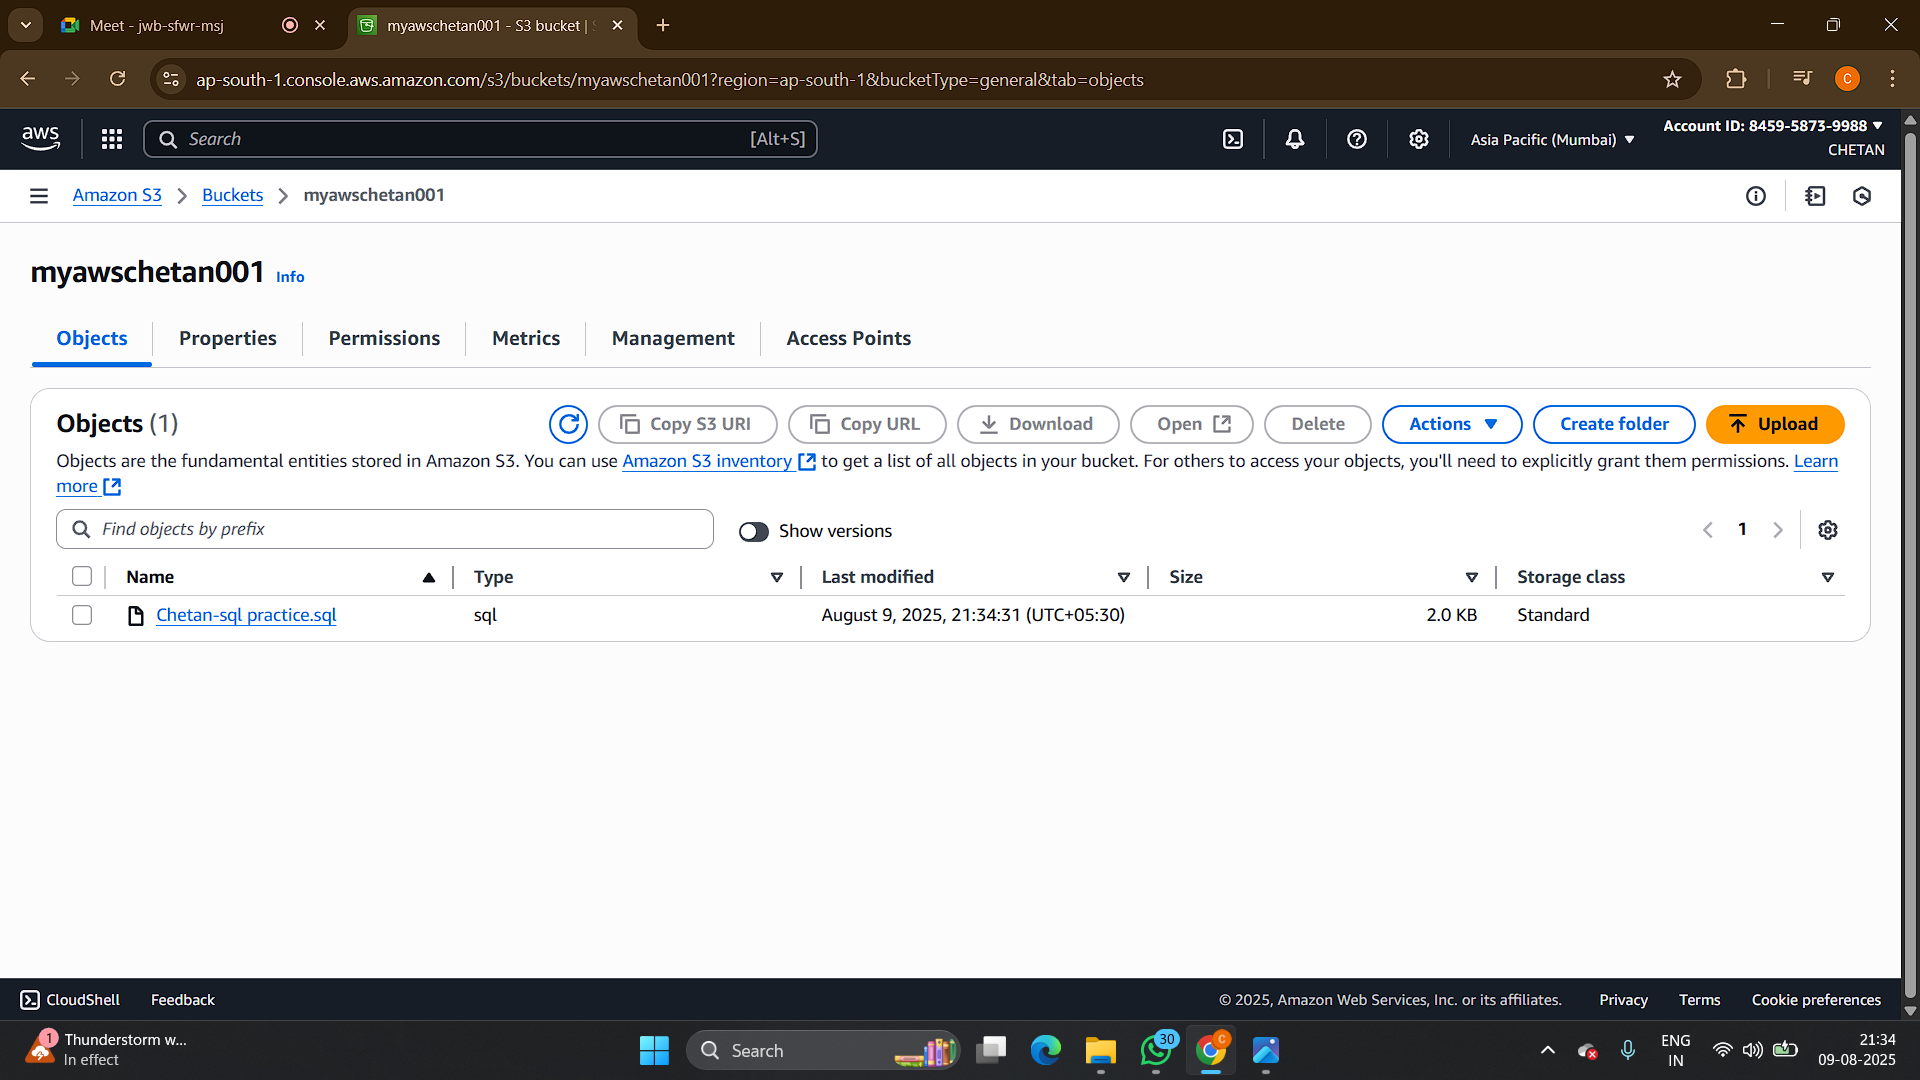 Meet - jwb-sfwr-msj
myawschetan001 - S3 bucket |
ap-south-1.console.aws.amazon.com/s3/buckets/myawschetan001?region=ap-south-1&bucketType=general&tab=objects
C
aws
Search
[Alt+S]
Asia Pacific (Mumbai)
Account ID: 8459-5873-9988
CHETAN
Amazon S3
Buckets
myawschetan001
myawschetan001 Info
Objects
Properties
Permissions
Metrics
Management
Access Points
Objects (1)
Copy S3 URI
Copy URL
Download
Open
Delete
Actions
Create folder
Upload
Objects are the fundamental entities stored in Amazon S3. You can use Amazon S3 inventory to get a list of all objects in your bucket. For others to access your objects, you'll need to explicitly grant them permissions. Learn
more
Find objects by prefix
Show versions
1
Name
Type
Last modified
Size
Storage class
Chetan-sql practice.sql
sql
August 9, 2025, 21:34:31 (UTC+05:30)
2.0 KB
Standard
CloudShell
Feedback
© 2025, Amazon Web Services, Inc. or its affiliates.
Privacy
Terms
Cookie preferences
1
Thunderstorm w...
In effect
Search
30
C
ENG
IN
21:34
09-08-2025